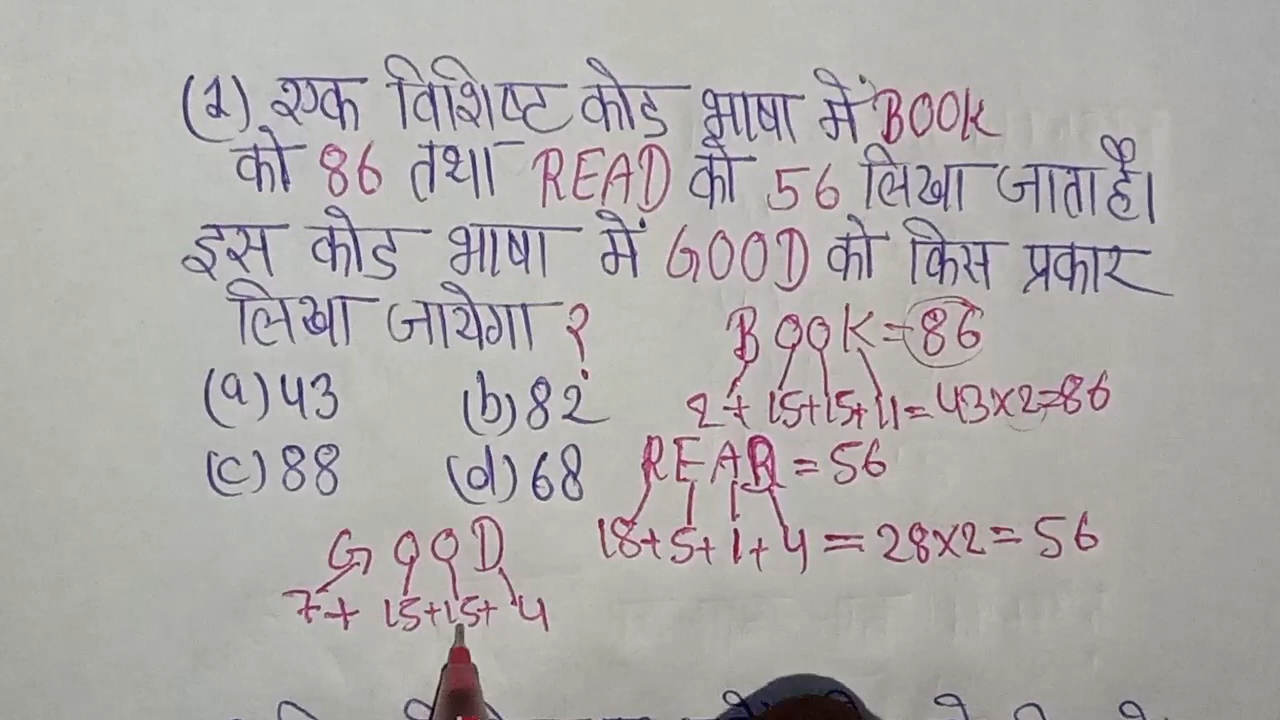 (1) एक विशिष्ट कोड भाषा में BOOK
को 86 तथा READ को 56 लिखा जाता है।
इस कोड भाषा में GOOD को किस प्रकार
लिखा जायेगा ?
(a) 43 (b) 82
(c) 88 (d) 68
BOOK = 86
2+15+15+11=43×2=86
READ = 56
18+5+1+4=28×2=56
GOOD
7+15+15+4